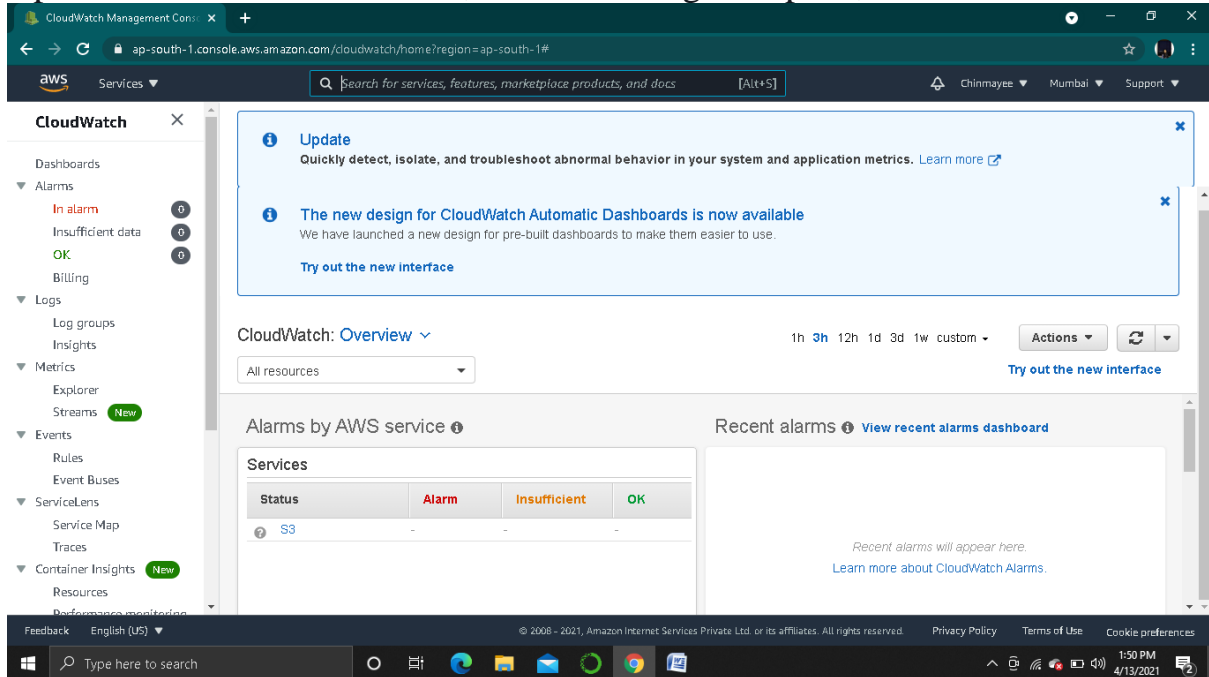 CloudWatch Management Cons
ap-south-1.console.aws.amazon.com/cloudwatch/home?region=ap-south-1#
aws Services Search for services, features, marketplace products, and docs [Alt+S] Chinmayee Mumbai Support
CloudWatch
Dashboards
Alarms
In alarm 0
Insufficient data 0
OK 0
Billing
Logs
Log groups
Insights
Metrics
Explorer
Streams New
Events
Rules
Event Buses
ServiceLens
Service Map
Traces
Container Insights New
Resources
Performance monitoring
Update
Quickly detect, isolate, and troubleshoot abnormal behavior in your system and application metrics. Learn more
The new design for CloudWatch Automatic Dashboards is now available
We have launched a new design for pre-built dashboards to make them easier to use.
Try out the new interface
CloudWatch: Overview 1h 3h 12h 1d 3d 1w custom Actions
All resources Try out the new interface
Alarms by AWS service
Services
Status Alarm Insufficient OK
S3 - - -
Recent alarms View recent alarms dashboard
Recent alarms will appear here.
Learn more about CloudWatch Alarms.
Feedback English (US) © 2008 - 2021, Amazon Internet Services Private Ltd. or its affiliates. All rights reserved. Privacy Policy Terms of Use Cookie preferences
Type here to search 1:50 PM
4/13/2021 2